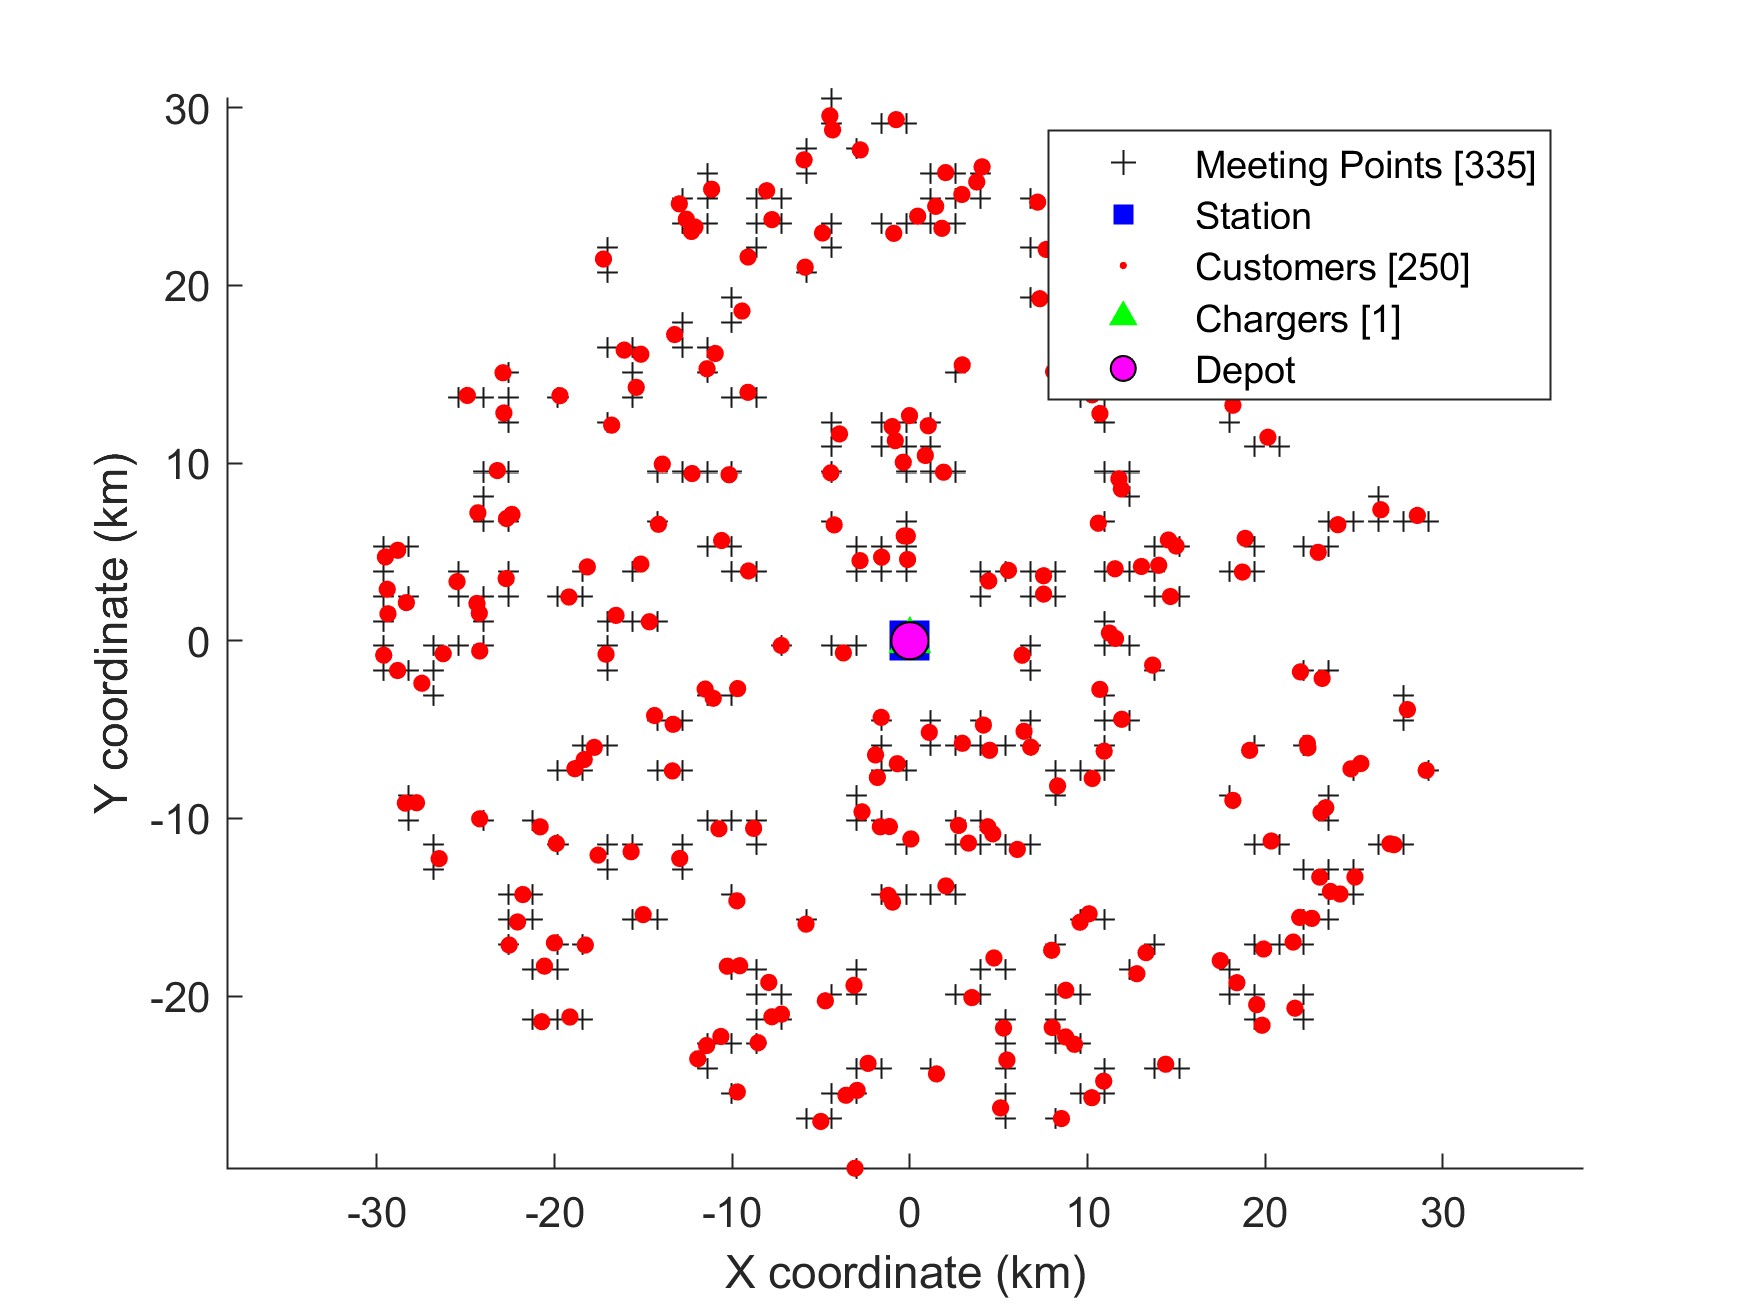 30
20
10
0
-10
-20
Y coordinate (km)
Meeting Points [335]
Station
Customers [250]
Chargers [1]
Depot
-30 -20 -10 0 10 20 30
X coordinate (km)